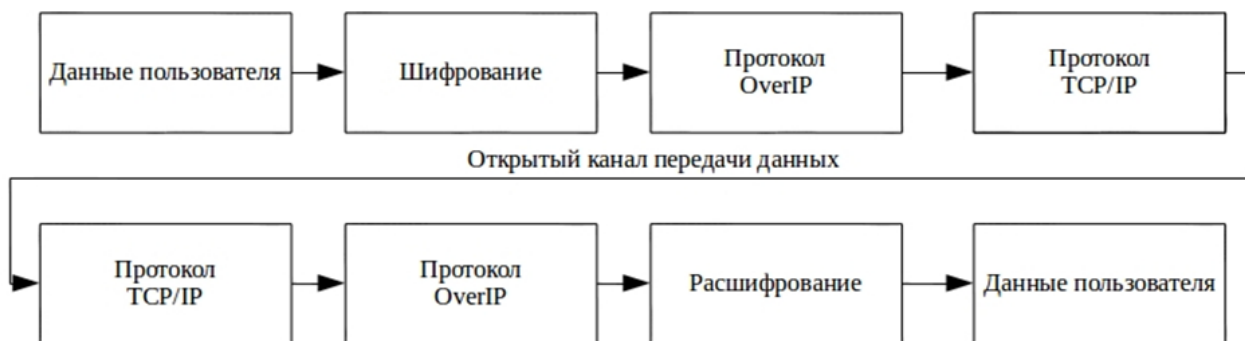 Данные пользователя
Шифрование
Протокол
OverIP
Протокол
TCP/IP
Открытый канал передачи данных
Протокол
TCP/IP
Протокол
OverIP
Расшифрование
Данные пользователя